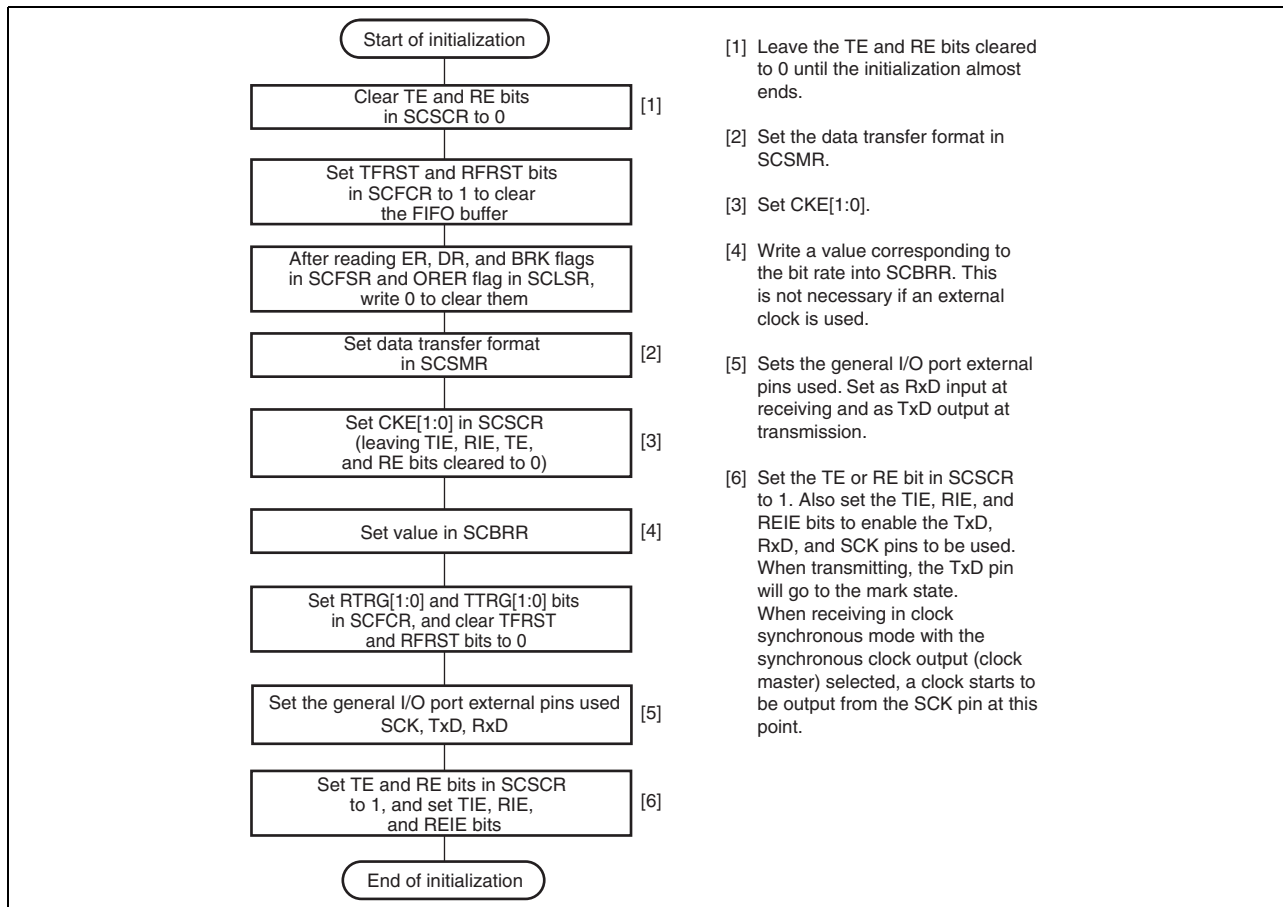 Start of initialization
Clear TE and RE bits
in SCSCR to 0
[1]
Set TFRST and RFRST bits
in SCFCR to 1 to clear
the FIFO buffer
After reading ER, DR, and BRK flags
in SCFSR and ORER flag in SCLSR,
write 0 to clear them
Set data transfer format
in SCSMR
[2]
Set CKE[1:0] in SCSCR
(leaving TIE, RIE, TE,
and RE bits cleared to 0)
[3]
Set value in SCBRR
[4]
Set RTRG[1:0] and TTRG[1:0] bits
in SCFCR, and clear TFRST
and RFRST bits to 0
Set the general I/O port external pins used
SCK, TxD, RxD
[5]
Set TE and RE bits in SCSCR
to 1, and set TIE, RIE,
and REIE bits
[6]
End of initialization
[1] Leave the TE and RE bits cleared
to 0 until the initialization almost
ends.
[2] Set the data transfer format in
SCSMR.
[3] Set CKE[1:0].
[4] Write a value corresponding to
the bit rate into SCBRR. This
is not necessary if an external
clock is used.
[5] Sets the general I/O port external
pins used. Set as RxD input at
receiving and as TxD output at
transmission.
[6] Set the TE or RE bit in SCSCR
to 1. Also set the TIE, RIE, and
REIE bits to enable the TxD,
RxD, and SCK pins to be used.
When transmitting, the TxD pin
will go to the mark state.
When receiving in clock
synchronous mode with the
synchronous clock output (clock
master) selected, a clock starts to
be output from the SCK pin at this
point.